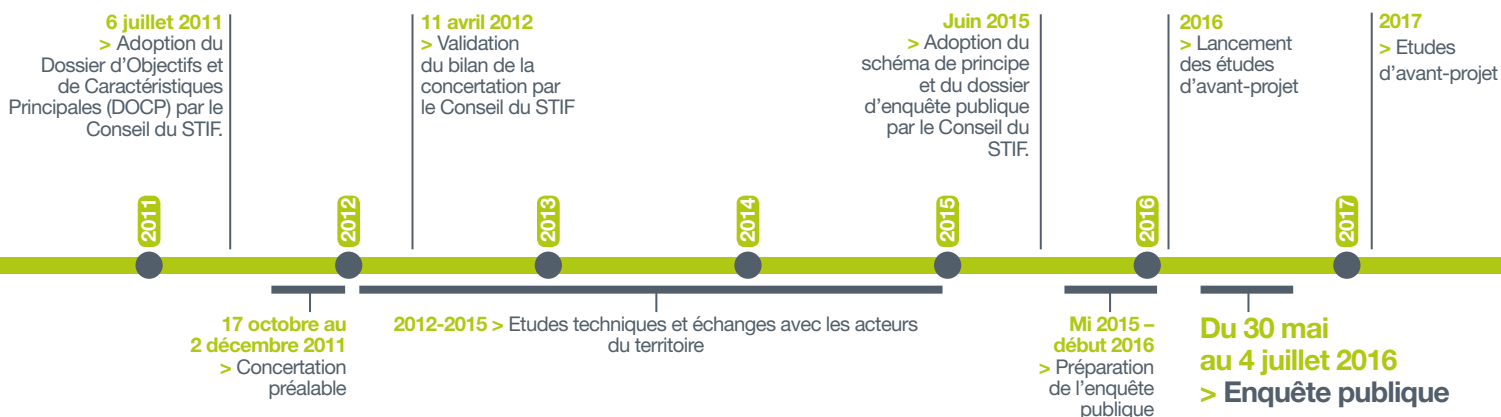 6 juillet 2011
> Adoption du
Dossier d’Objectifs et
de Caractéristiques
Principales (DOCP) par le
Conseil du STIF.
11 avril 2012
> Validation
du bilan de la
concertation par
le Conseil du STIF
Juin 2015
> Adoption du
schéma de principe
et du dossier
d’enquête publique
par le Conseil du
STIF.
2016
> Lancement
des études
d’avant-projet
2017
> Etudes
d’avant-projet
2011
2012
2013
2014
2015
2016
2017
17 octobre au
2 décembre 2011
> Concertation
préalable
2012-2015 > Etudes techniques et échanges avec les acteurs
du territoire
Mi 2015 –
début 2016
> Préparation
de l’enquête
publique
Du 30 mai
au 4 juillet 2016
> Enquête publique